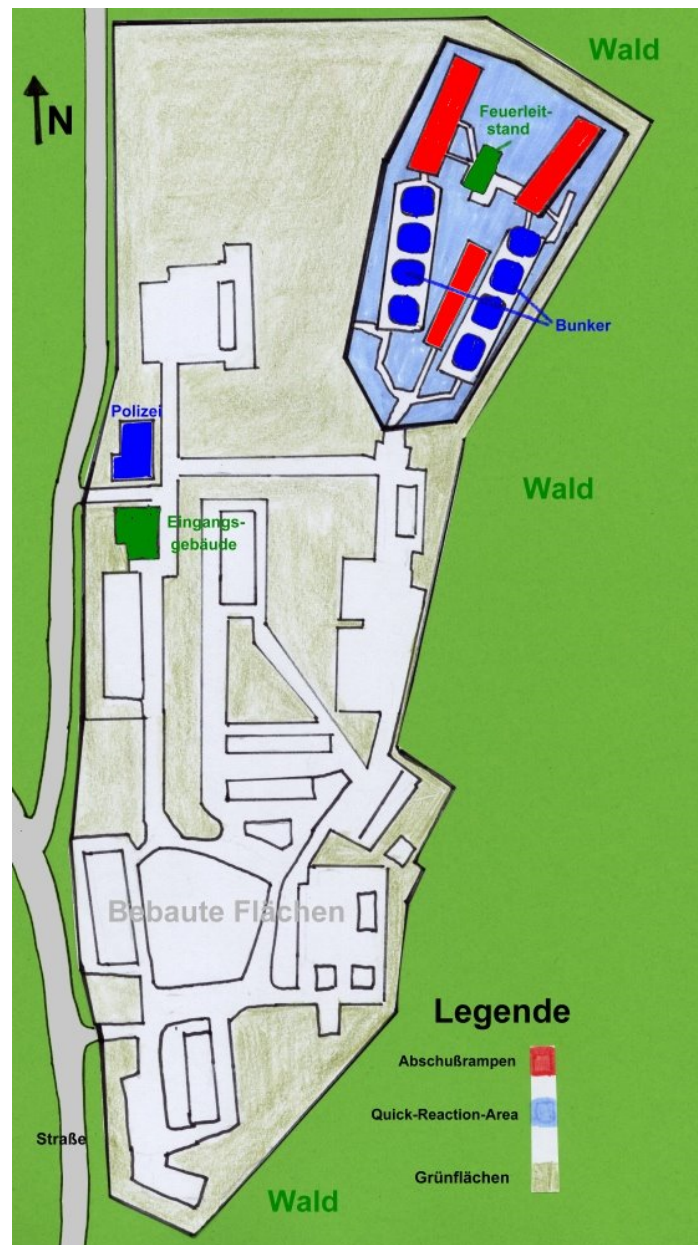 Wald
N
Feuerleit-
stand
Bunker
Polizei
Wald
Eingangs-
gebäude
Bebaute Flächen
Legende
Abschußrampen
Quick-Reaction-Area
Straße
Grünflächen
Wald